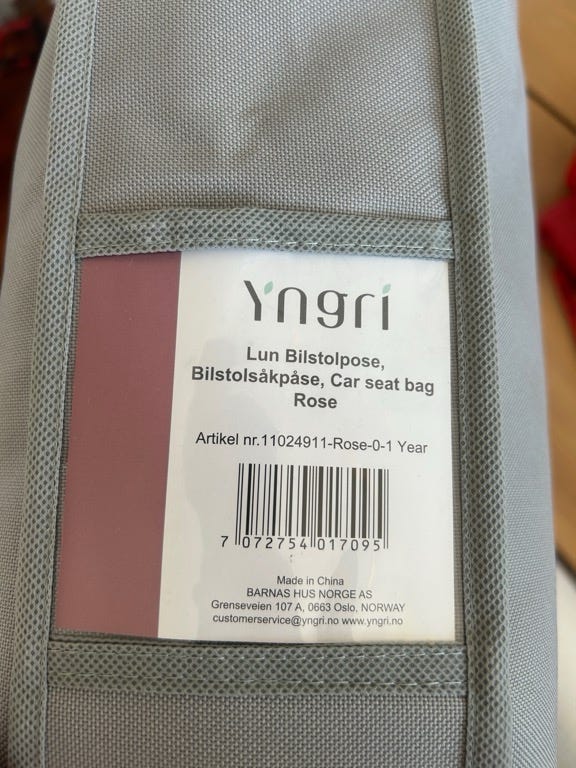 Yngri
Lun Bilstolpose,
Bilstolsåkpåse, Car seat bag
Rose
Artikel nr.11024911-Rose-0-1 Year
7 072754 017095
Made in China
BARNAS HUS NORGE AS
Grenseveien 107 A, 0663 Oslo, NORWAY
customerservice@yngri.no www.yngri.no